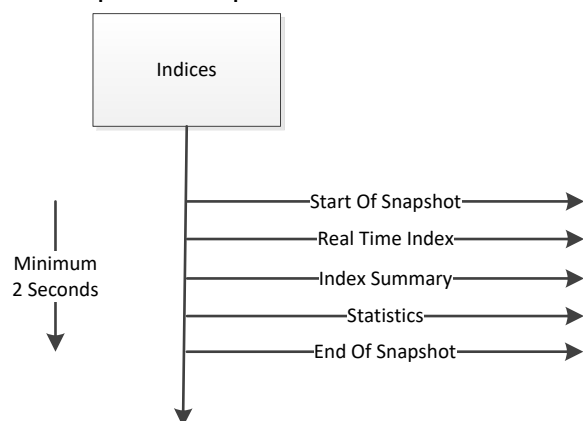 Indices
Start Of Snapshot
Real Time Index
Minimum
2 Seconds
Index Summary
Statistics
End Of Snapshot